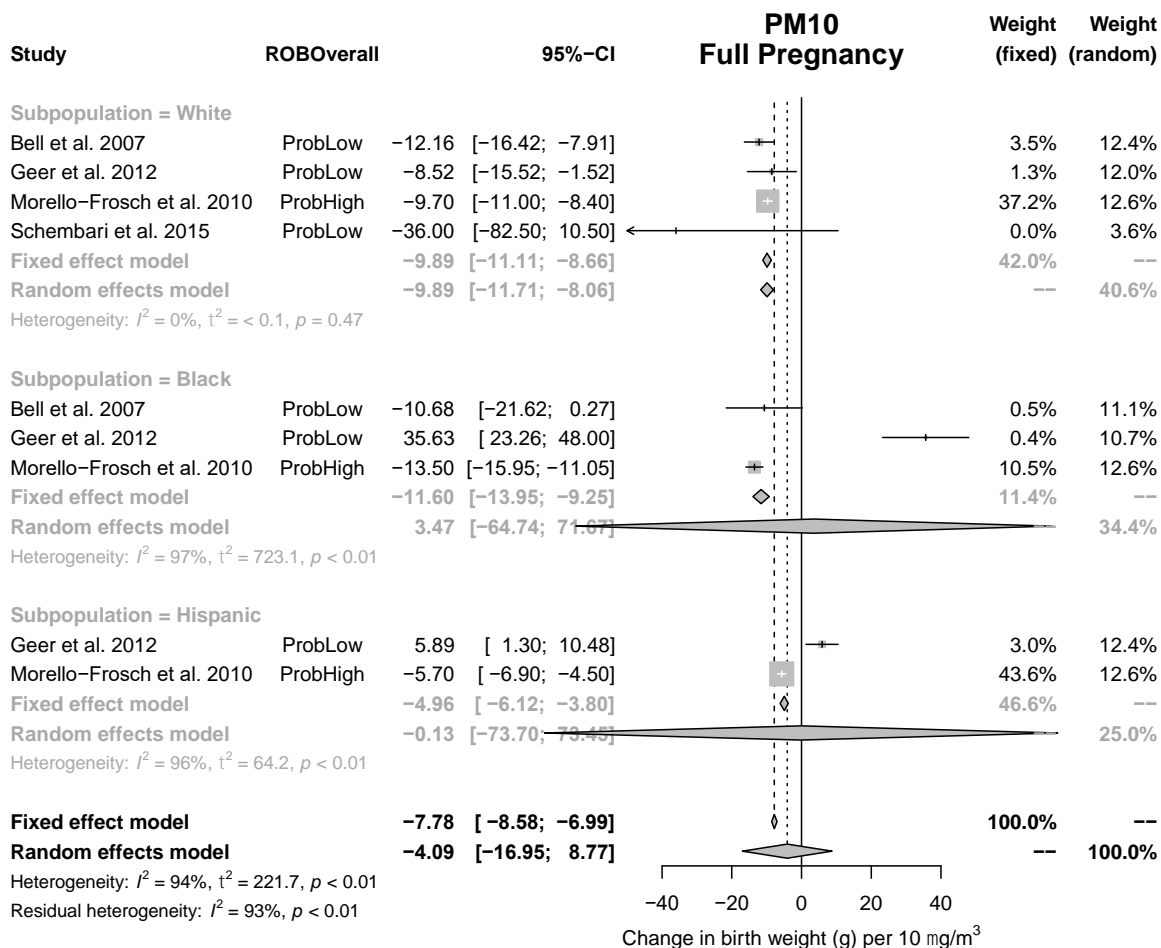 PM10 Weight Weight
Study ROBOverall 95%−CI Full Pregnancy (fixed) (random)
Subpopulation = White
Bell et al. 2007 ProbLow −12.16 [−16.42; −7.91] 3.5% 12.4%
Geer et al. 2012 ProbLow −8.52 [−15.52; −1.52] 1.3% 12.0%
Morello−Frosch et al. 2010 ProbHigh −9.70 [−11.00; −8.40] 37.2% 12.6%
Schembari et al. 2015 ProbLow −36.00 [−82.50; 10.50] 0.0% 3.6%
Fixed effect model −9.89 [−11.11; −8.66] 42.0% −−
Random effects model −9.89 [−11.71; −8.06] −− 40.6%
Heterogeneity: I² = 0%, τ² = < 0.1, p = 0.47
Subpopulation = Black
Bell et al. 2007 ProbLow −10.68 [−21.62; 0.27] 0.5% 11.1%
Geer et al. 2012 ProbLow 35.63 [ 23.26; 48.00] 0.4% 10.7%
Morello−Frosch et al. 2010 ProbHigh −13.50 [−15.95; −11.05] 10.5% 12.6%
Fixed effect model −11.60 [−13.95; −9.25] 11.4% −−
Random effects model 3.47 [−64.74; 71.67] −− 34.4%
Heterogeneity: I² = 97%, τ² = 723.1, p < 0.01
Subpopulation = Hispanic
Geer et al. 2012 ProbLow 5.89 [ 1.30; 10.48] 3.0% 12.4%
Morello−Frosch et al. 2010 ProbHigh −5.70 [ −6.90; −4.50] 43.6% 12.6%
Fixed effect model −4.96 [ −6.12; −3.80] 46.6% −−
Random effects model −0.13 [−73.70; 73.45] −− 25.0%
Heterogeneity: I² = 96%, τ² = 64.2, p < 0.01
Fixed effect model −7.78 [ −8.58; −6.99] 100.0% −−
Random effects model −4.09 [−16.95; 8.77] −− 100.0%
Heterogeneity: I² = 94%, τ² = 221.7, p < 0.01
Residual heterogeneity: I² = 93%, p < 0.01
−40 −20 0 20 40
Change in birth weight (g) per 10 mg/m³